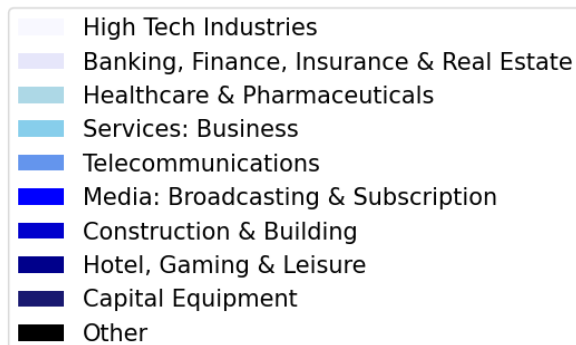 High Tech Industries
Banking, Finance, Insurance & Real Estate
Healthcare & Pharmaceuticals
Services: Business
Telecommunications
Media: Broadcasting & Subscription
Construction & Building
Hotel, Gaming & Leisure
Capital Equipment
Other